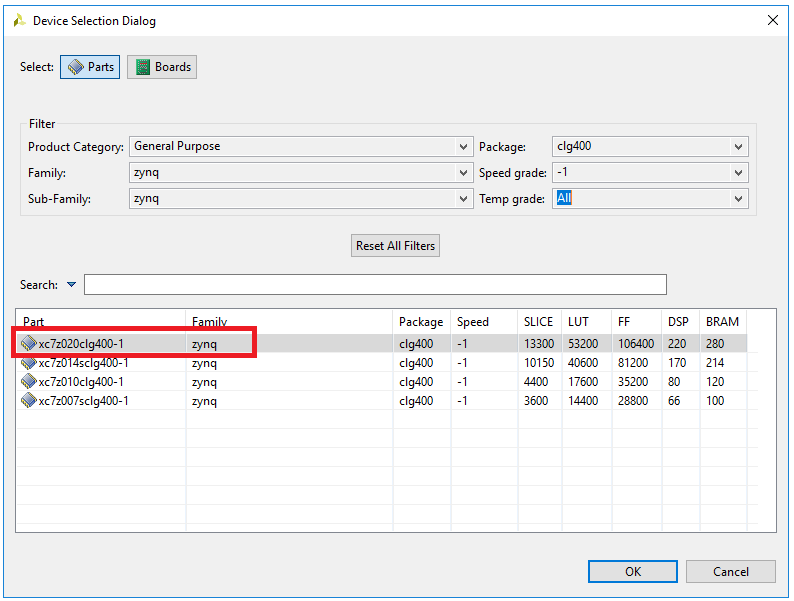 Device Selection Dialog
Select: Parts Boards
Filter
Product Category: General Purpose Package: clg400
Family: zynq Speed grade: -1
Sub-Family: zynq Temp grade: All
Reset All Filters
Search:
Part Family Package Speed SLICE LUT FF DSP BRAM
xc7z020clg400-1 zynq clg400 -1 13300 53200 106400 220 280
xc7z014sclg400-1 zynq clg400 -1 10150 40600 81200 170 214
xc7z010clg400-1 zynq clg400 -1 4400 17600 35200 80 120
xc7z007sclg400-1 zynq clg400 -1 3600 14400 28800 66 100
OK Cancel